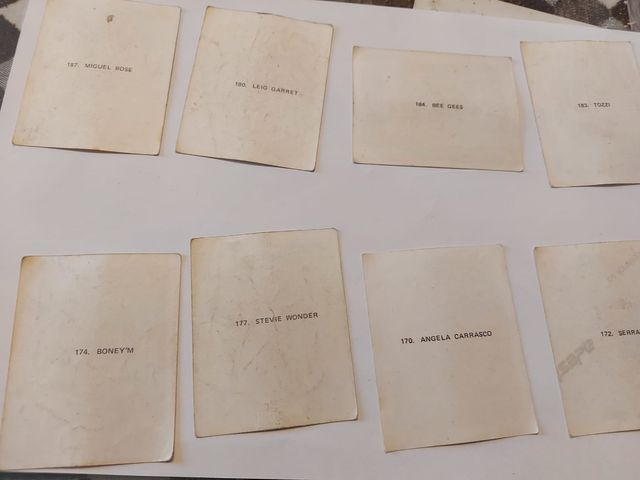 187. MIGUEL BOSE
180. LEIG GARRET
184. BEE GEES
183. TOZZI
174. BONEY'M
177. STEVIE WONDER
170. ANGELA CARRASCO
172. SERRA